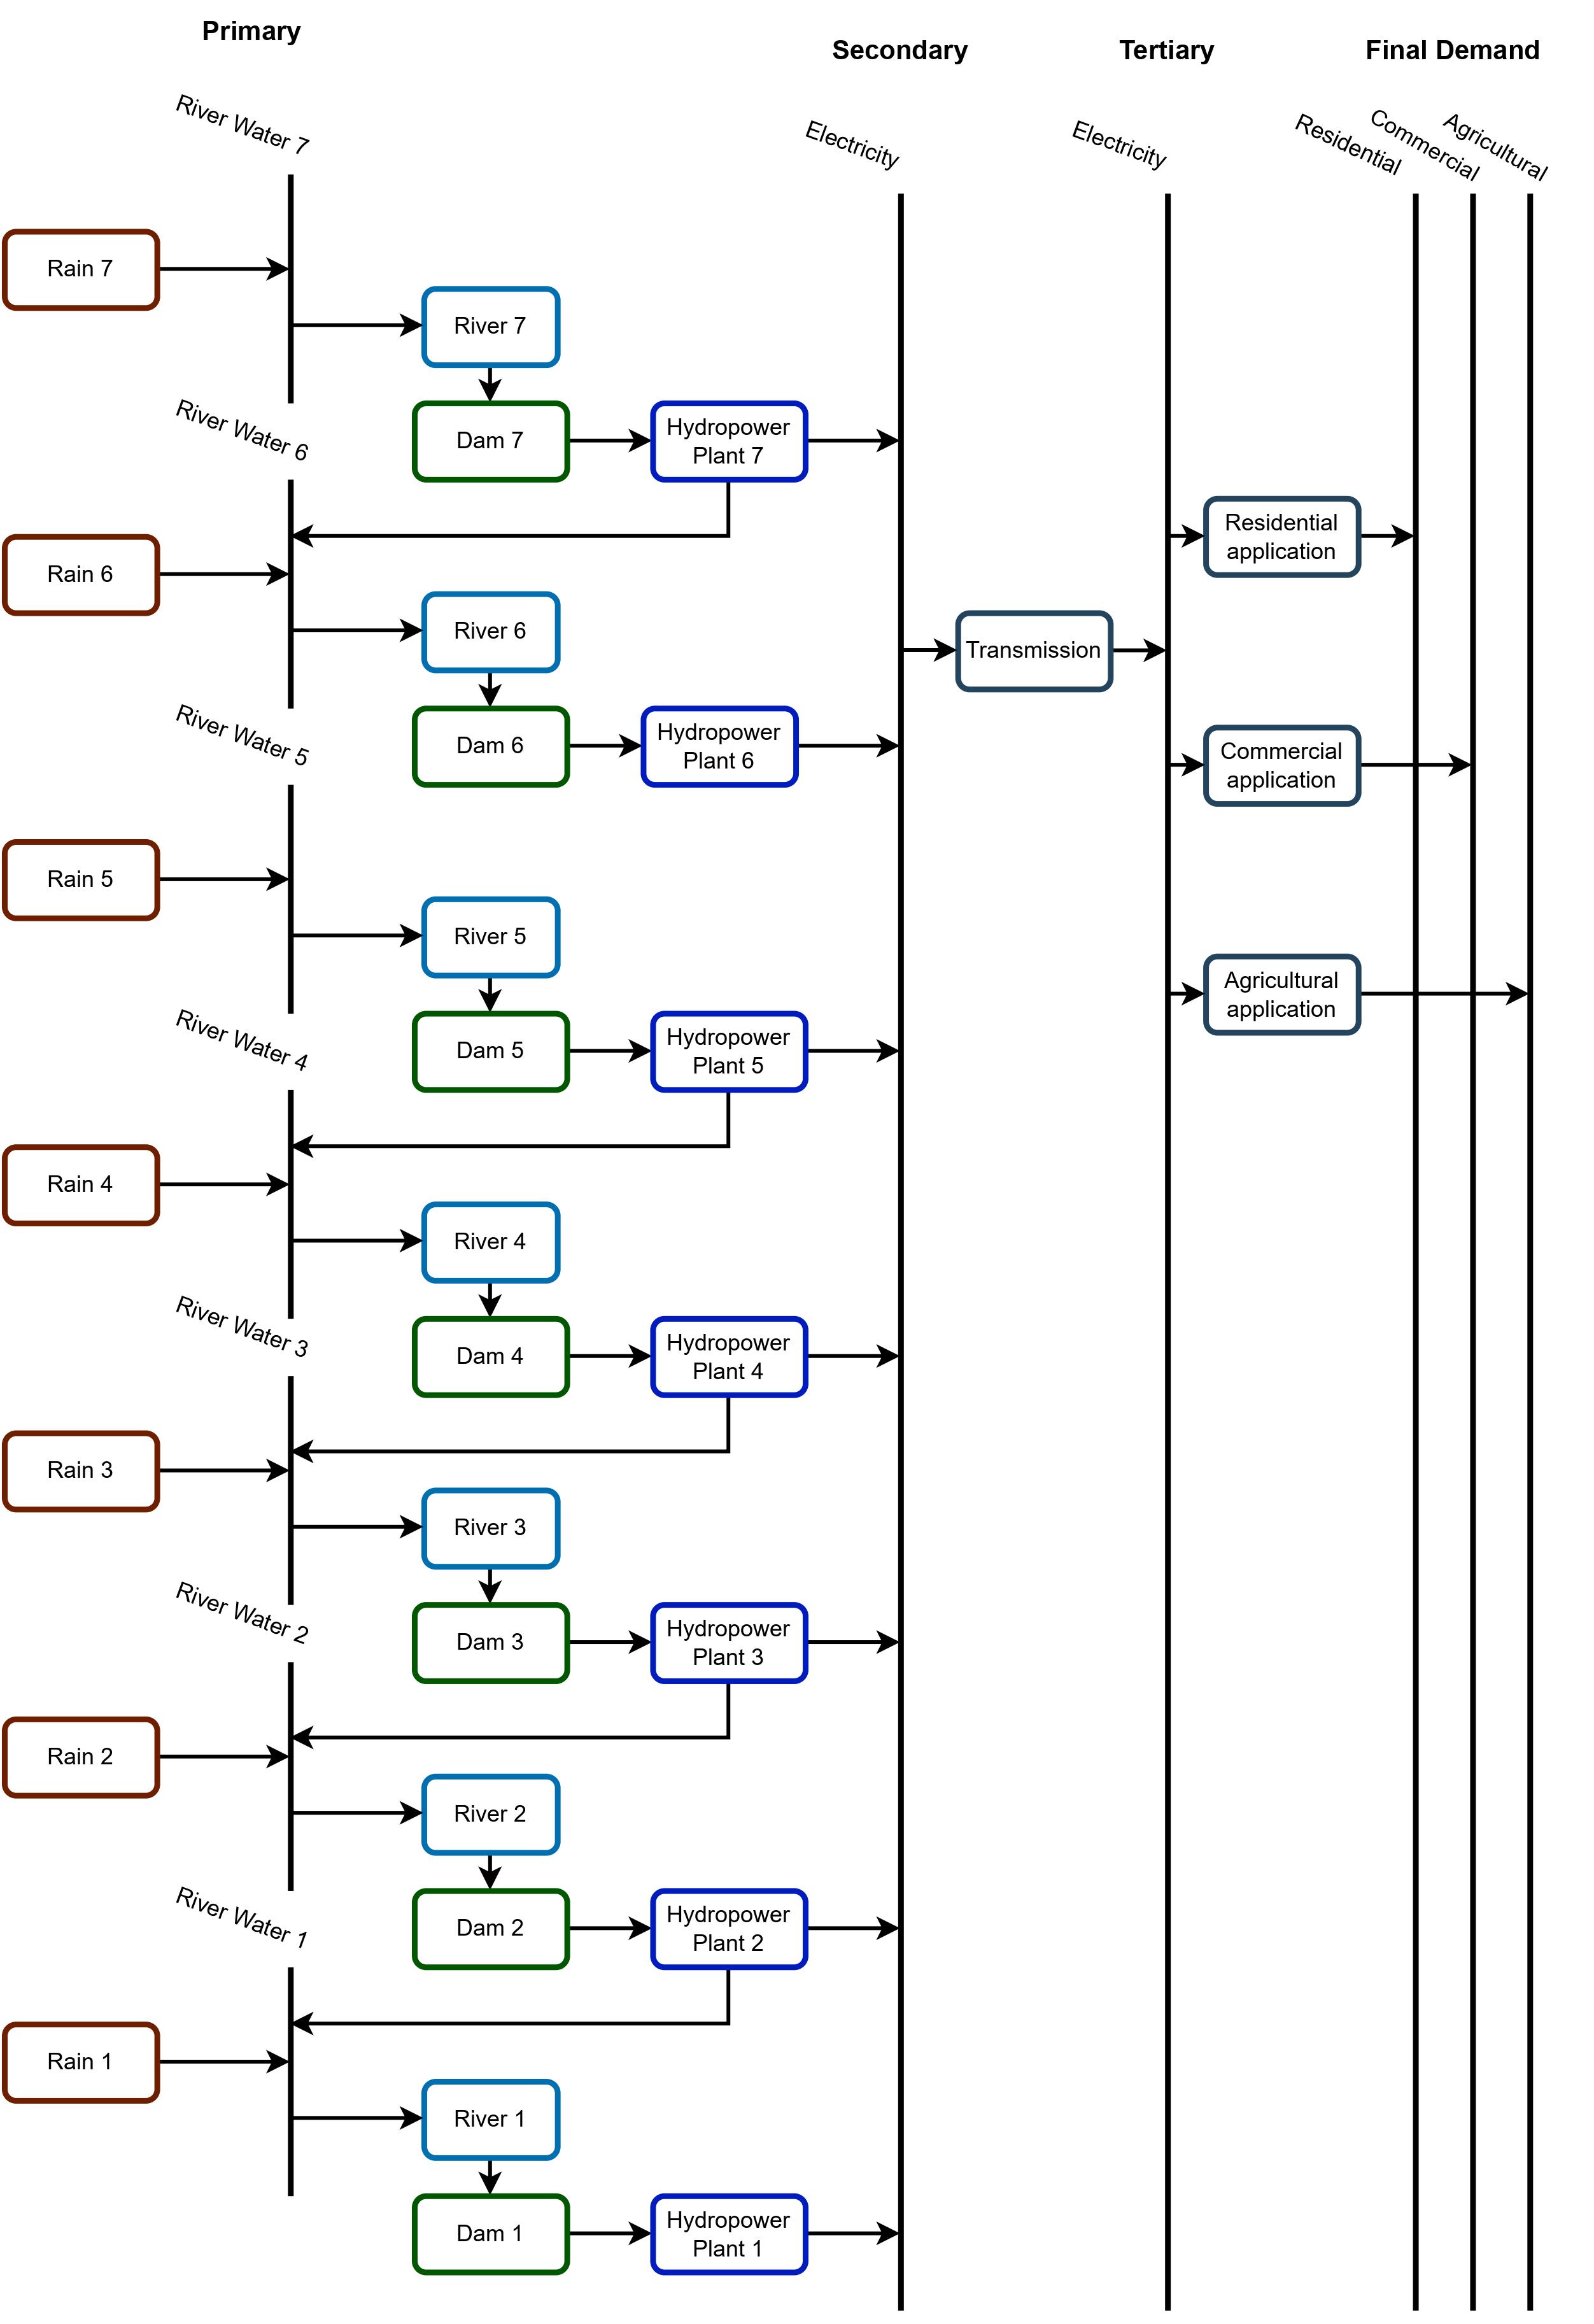 Primary
Secondary
Tertiary
Final Demand
River Water 7
Electricity
Electricity
Residential
Commercial
Agricultural
Rain 7
River 7
River Water 6
Dam 7
Hydropower
Plant 7
Residential
application
Rain 6
River 6
Transmission
River Water 5
Dam 6
Hydropower
Plant 6
Commercial
application
Rain 5
River 5
Agricultural
application
River Water 4
Dam 5
Hydropower
Plant 5
Rain 4
River 4
River Water 3
Dam 4
Hydropower
Plant 4
Rain 3
River 3
River Water 2
Dam 3
Hydropower
Plant 3
Rain 2
River 2
River Water 1
Dam 2
Hydropower
Plant 2
Rain 1
River 1
Dam 1
Hydropower
Plant 1